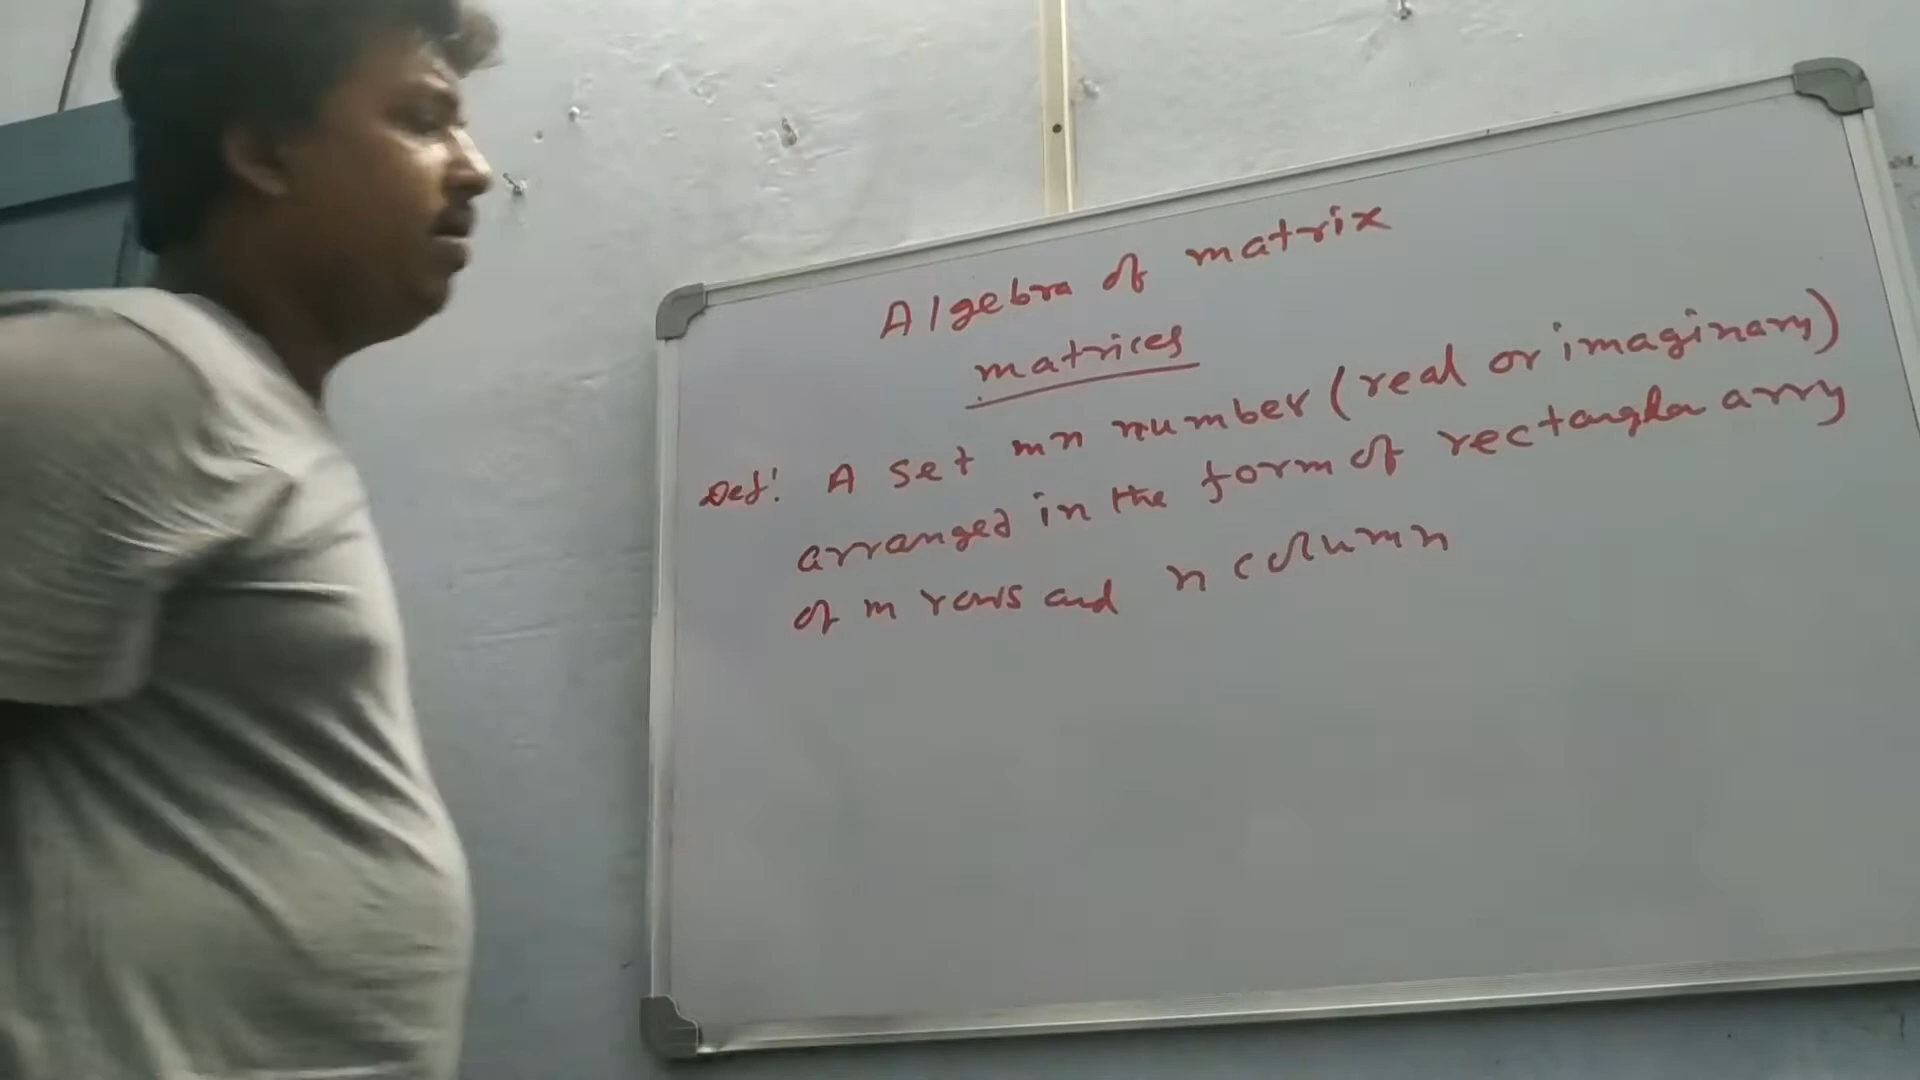 Algebra of matrix
matrices
Def: A set mn number (real or imaginary)
arranged in the form of rectangla arry
of m rows and n column